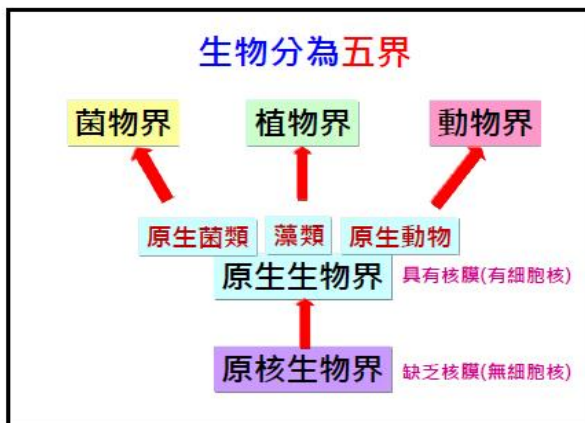 生物分為五界
菌物界
植物界
動物界
原生菌類
藻類
原生動物
原生生物界
具有核膜(有細胞核)
原核生物界
缺乏核膜(無細胞核)